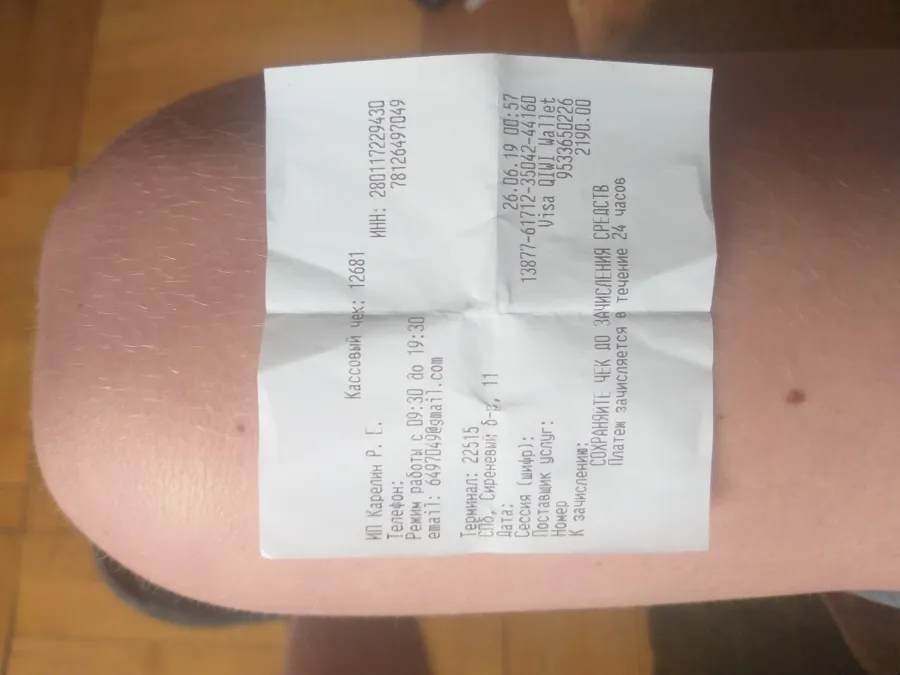 Кассовый чек: 12681
ИП Карелин Р. Е. ИНН: 280117229430
Телефон: 78126497049
Режим работы с 09:30 до 19:30
email: 6497049@gmail.com
Терминал: 22515
СПб, Сиреневый б-р, 11
Дата: 26.06.19 00:57
Сессия (шифр): 13877-61712-35042-44160
Поставщик услуг: Visa QIWI Wallet
Номер 9533650226
К зачислению: 2190.00
СОХРАНЯЙТЕ ЧЕК ДО ЗАЧИСЛЕНИЯ СРЕДСТВ
Платеж зачисляется в течение 24 часов